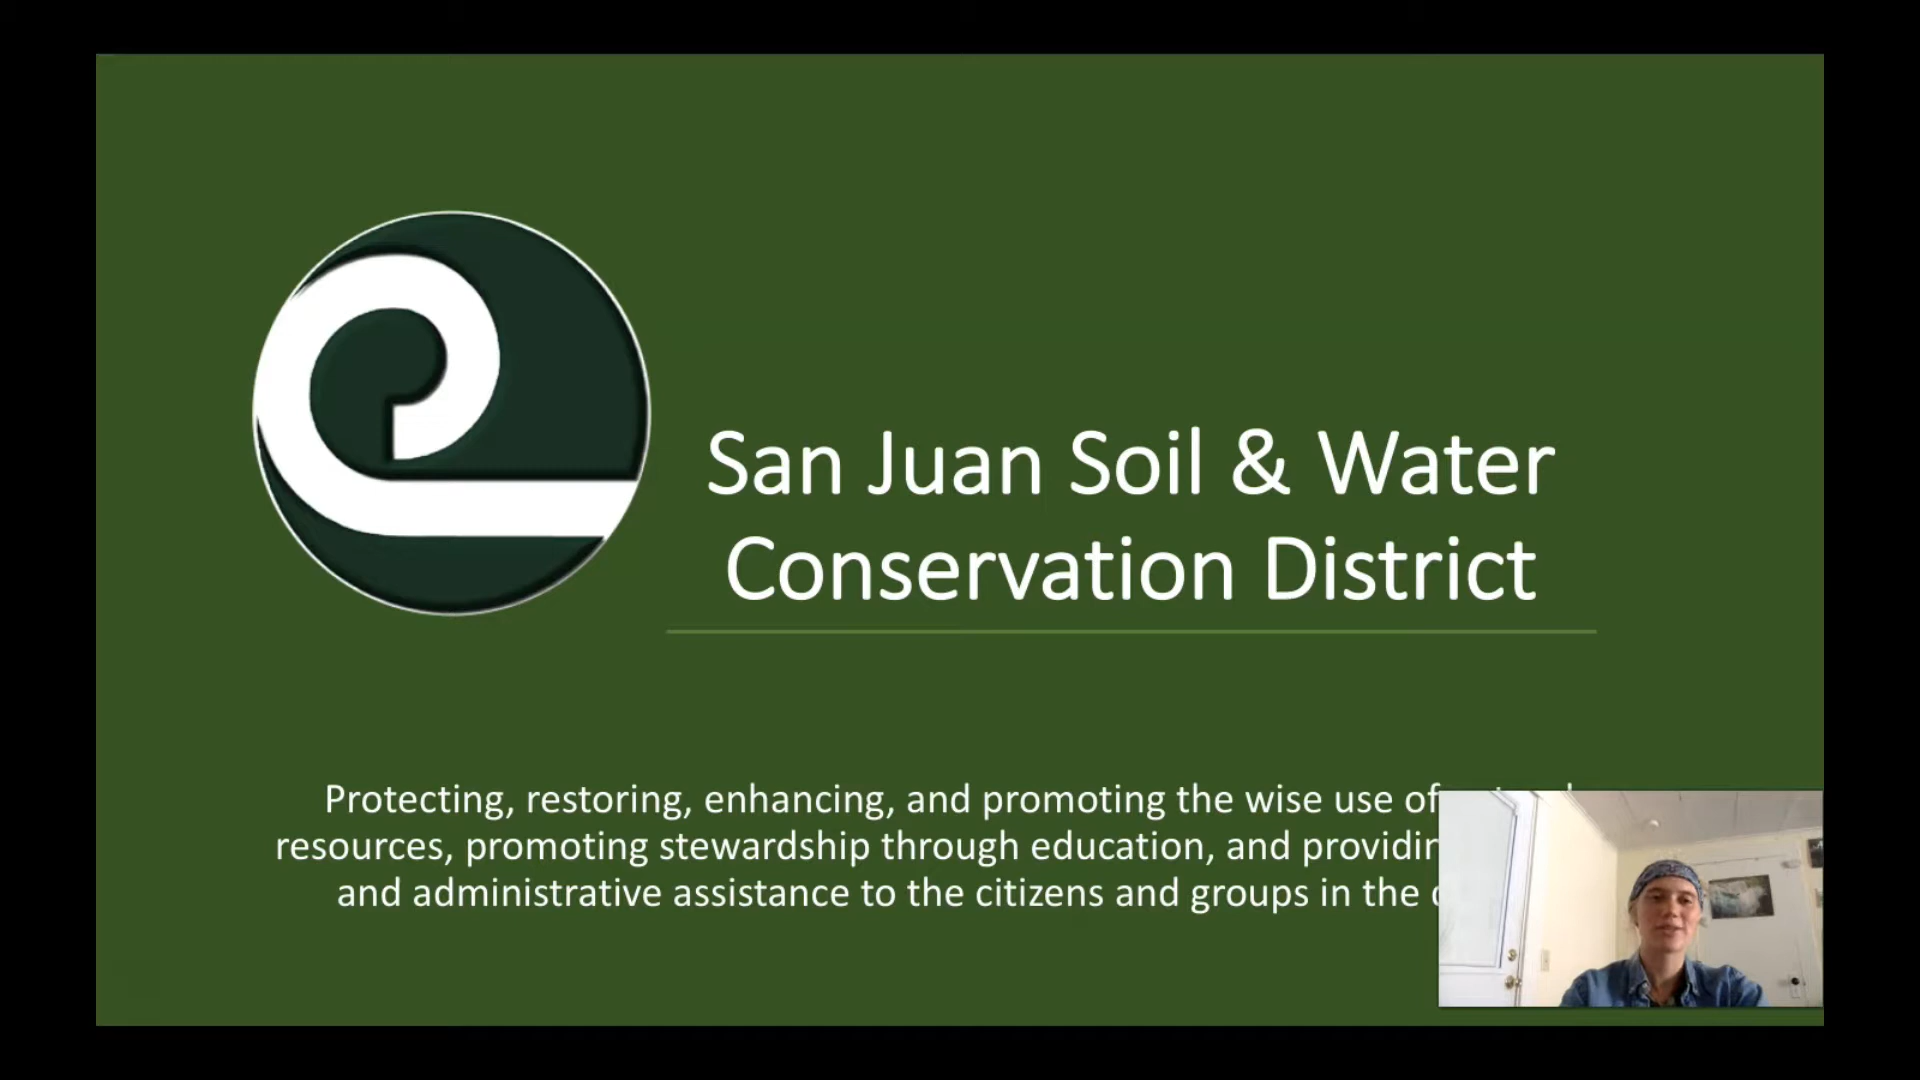 San Juan Soil & Water
Conservation District
Protecting, restoring, enhancing, and promoting the wise use of
resources, promoting stewardship through education, and
and administrative assistance to the citizens and groups in the